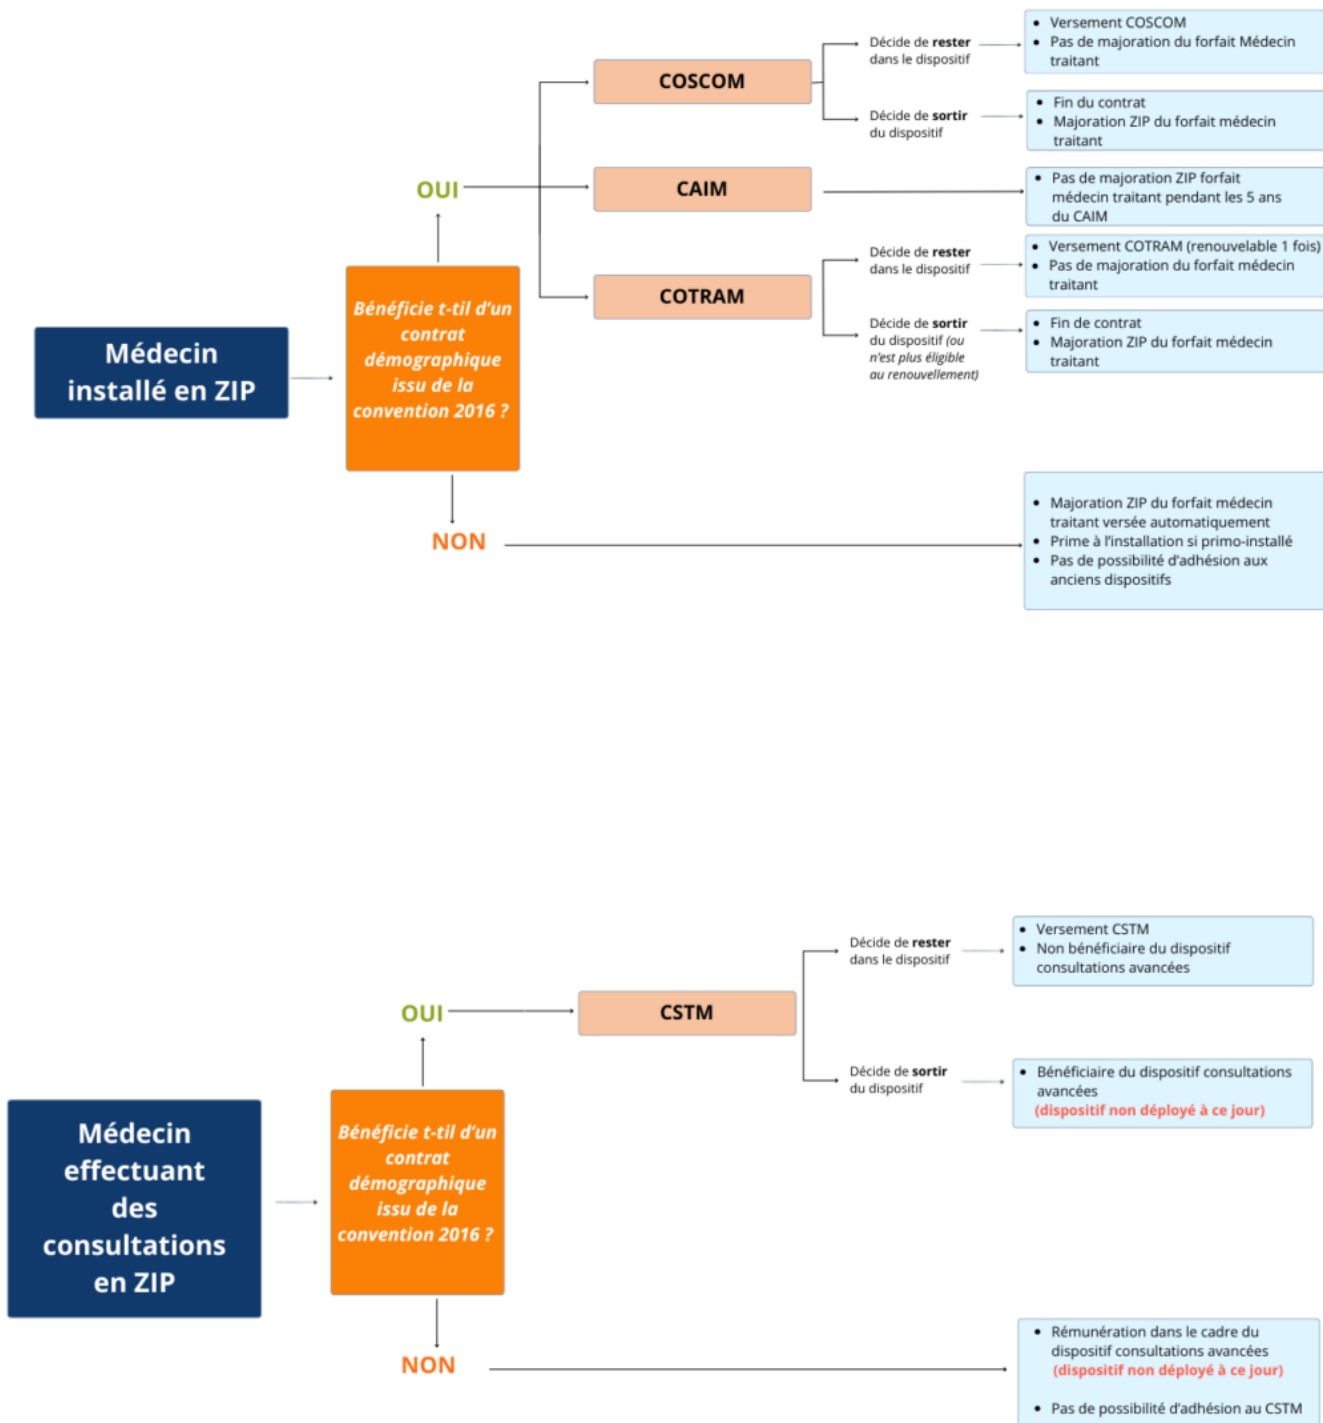 Médecin
installé en ZIP
Bénéficie t-til d'un
contrat
démographique
issu de la
convention 2016 ?
OUI
COSCOM
Décide de rester
dans le dispositif
• Versement COSCOM
• Pas de majoration du forfait Médecin
traitant
Décide de sortir
du dispositif
• Fin du contrat
• Majoration ZIP du forfait médecin
traitant
CAIM
• Pas de majoration ZIP forfait
médecin traitant pendant les 5 ans
du CAIM
COTRAM
Décide de rester
dans le dispositif
• Versement COTRAM (renouvelable 1 fois)
• Pas de majoration du forfait médecin
traitant
Décide de sortir
du dispositif (ou
n'est plus éligible
au renouvellement)
• Fin de contrat
• Majoration ZIP du forfait médecin
traitant
NON
• Majoration ZIP du forfait médecin
traitant versée automatiquement
• Prime à l'installation si primo-installé
• Pas de possibilité d'adhésion aux
anciens dispositifs
Médecin
effectuant
des
consultations
en ZIP
Bénéficie t-til d'un
contrat
démographique
issu de la
convention 2016 ?
OUI
CSTM
Décide de rester
dans le dispositif
• Versement CSTM
• Non bénéficiaire du dispositif
consultations avancées
Décide de sortir
du dispositif
• Bénéficiaire du dispositif consultations
avancées
(dispositif non déployé à ce jour)
NON
• Rémunération dans le cadre du
dispositif consultations avancées
(dispositif non déployé à ce jour)
• Pas de possibilité d'adhésion au CSTM